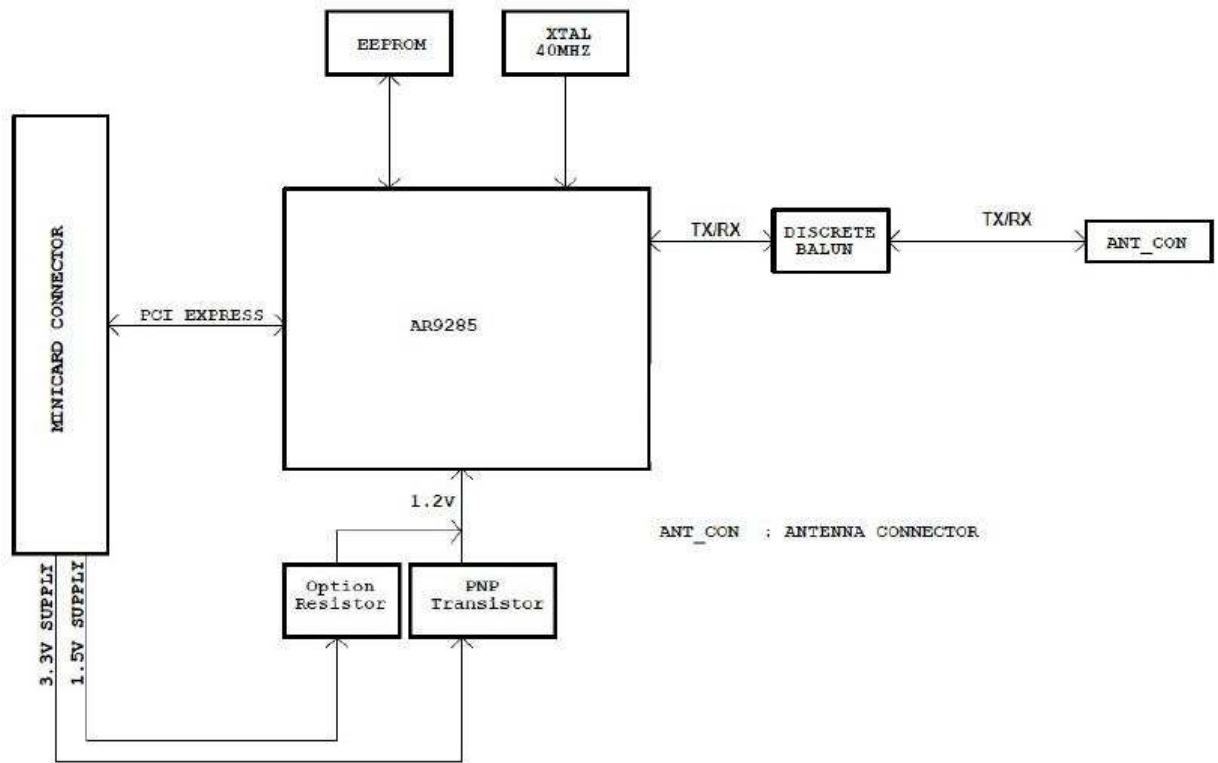 EEPROM
XTAL
40MHZ
MINICARD CONNECTOR
PCI EXPRESS
AR9285
TX/RX
DISCRETE
BALUN
TX/RX
ANT_CON
1.2V
ANT_CON : ANTENNA CONNECTOR
Option
Resistor
PNP
Transistor
3.3V SUPPLY
1.5V SUPPLY